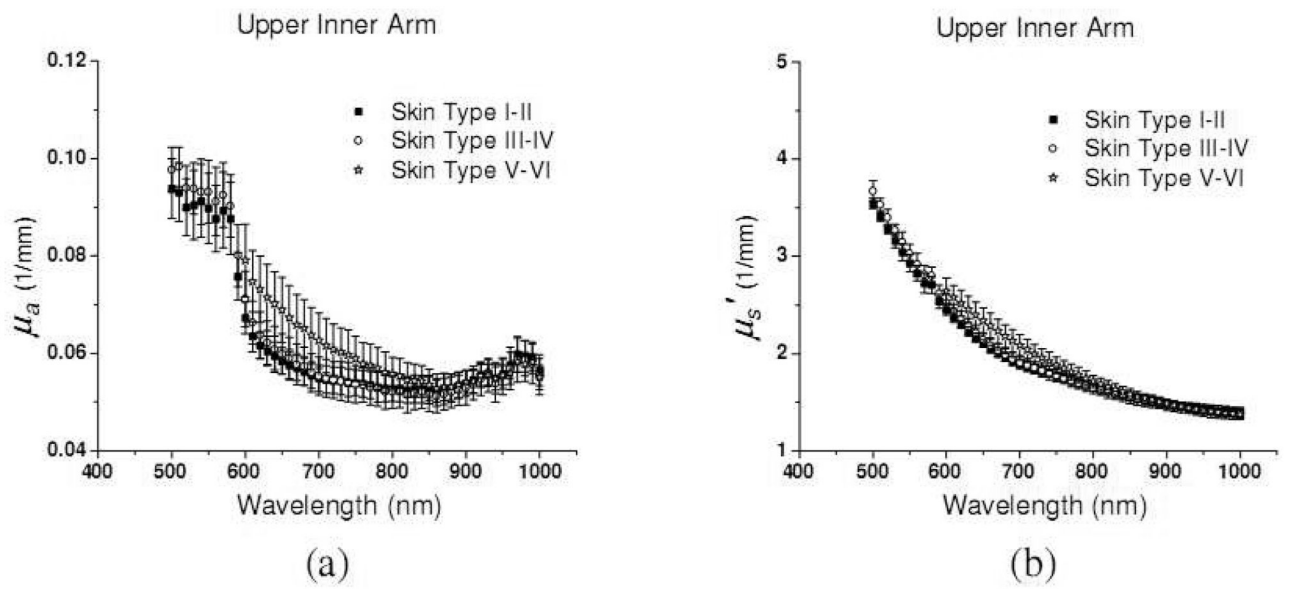 Upper Inner Arm
0.12
0.10
0.08
0.06
0.04
μa (1/mm)
Skin Type I-II
Skin Type III-IV
Skin Type V-VI
400 500 600 700 800 900 1000
Wavelength (nm)
(a)
Upper Inner Arm
5
4
3
2
1
μs' (1/mm)
Skin Type I-II
Skin Type III-IV
Skin Type V-VI
400 500 600 700 800 900 1000
Wavelength (nm)
(b)